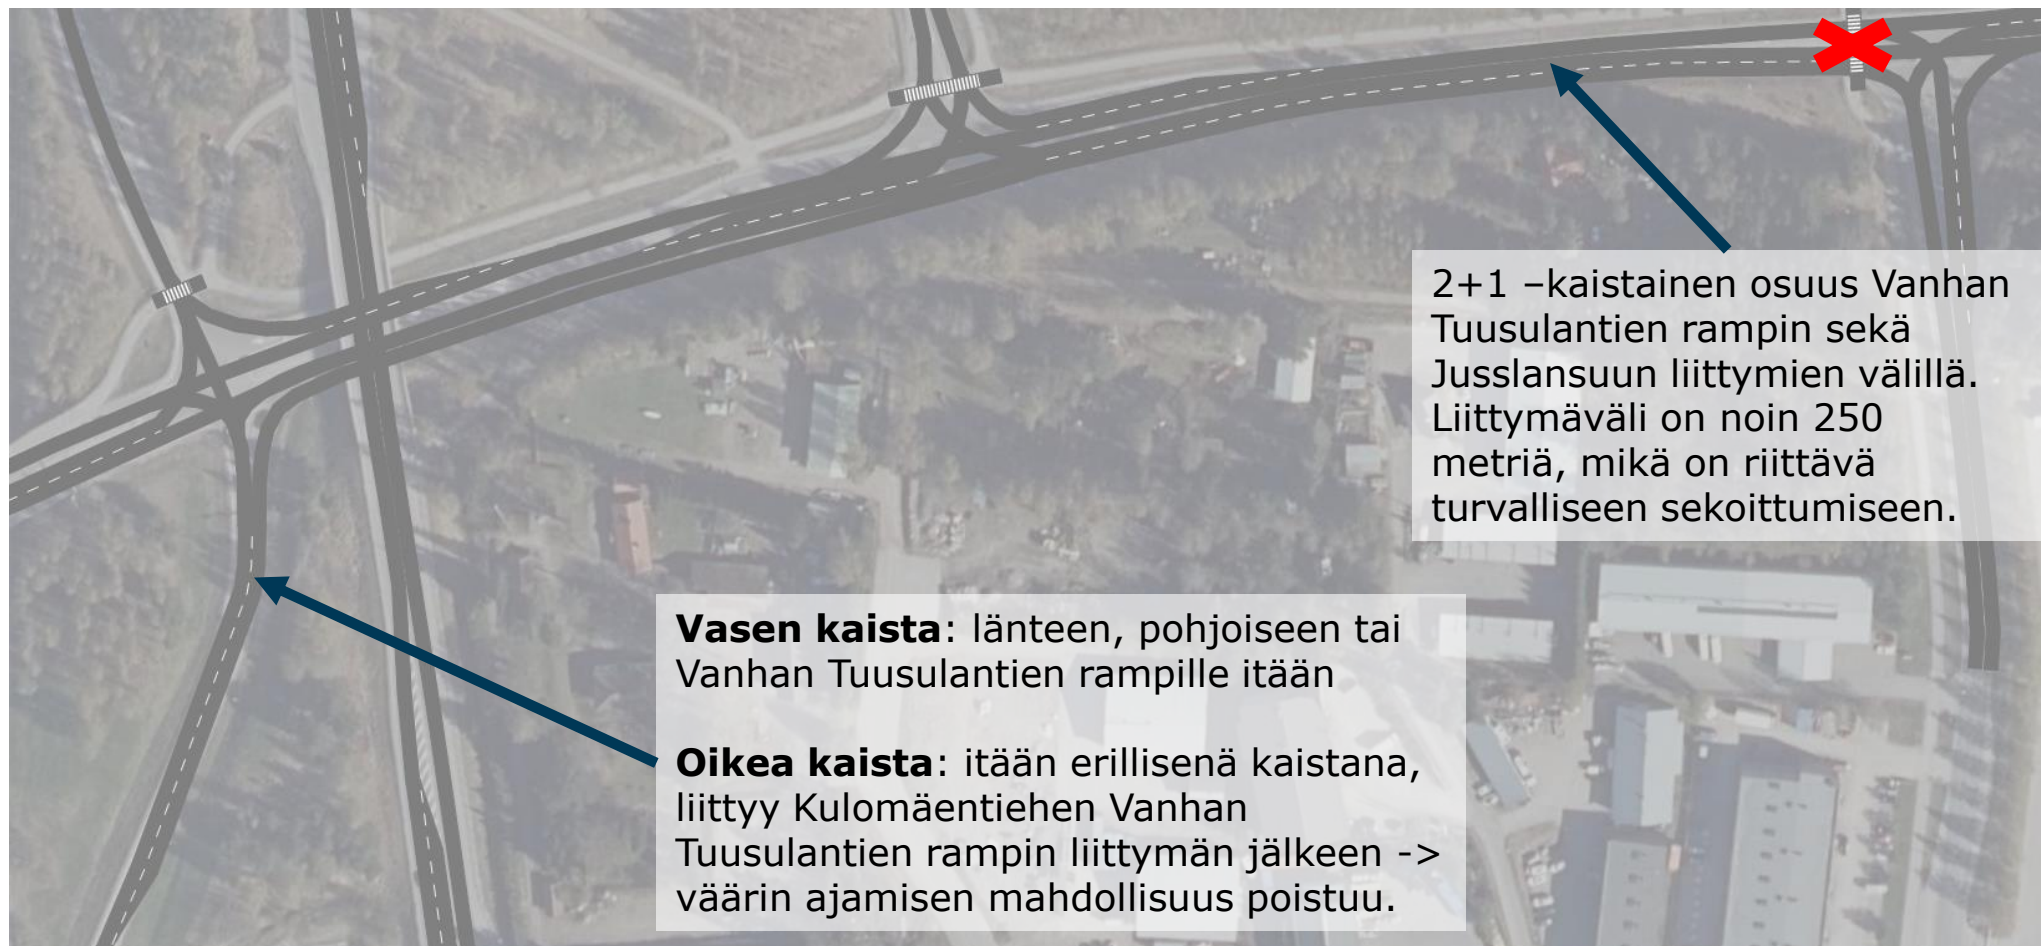 2+1 –kaistainen osuus Vanhan
Tuusulantien rampin sekä
Jusslansuun liittymien välillä.
Liittymäväli on noin 250
metriä, mikä on riittävä
turvalliseen sekoittumiseen.
Vasen kaista: länteen, pohjoiseen tai
Vanhan Tuusulantien rampille itään
Oikea kaista: itään erillisenä kaistana,
liittyy Kulomäentiehen Vanhan
Tuusulantien rampin liittymän jälkeen ->
väärin ajamisen mahdollisuus poistuu.